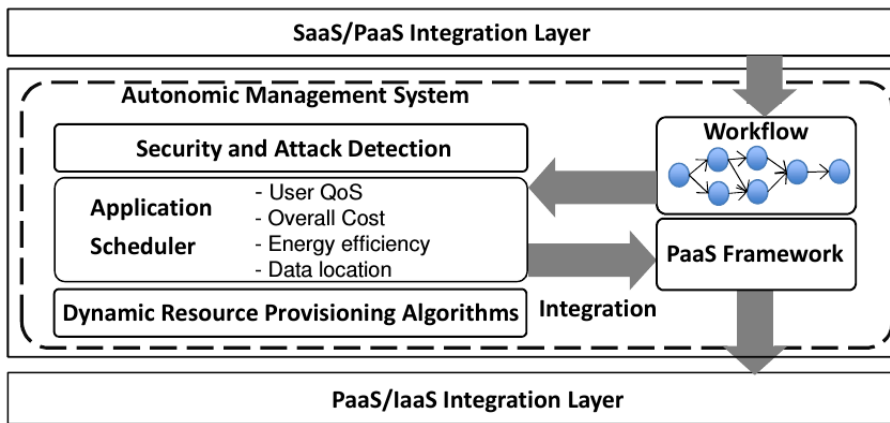 SaaS/PaaS Integration Layer
Autonomic Management System
Security and Attack Detection
Application
Scheduler
- User QoS
- Overall Cost
- Energy efficiency
- Data location
Dynamic Resource Provisioning Algorithms
Workflow
PaaS Framework
Integration
PaaS/IaaS Integration Layer